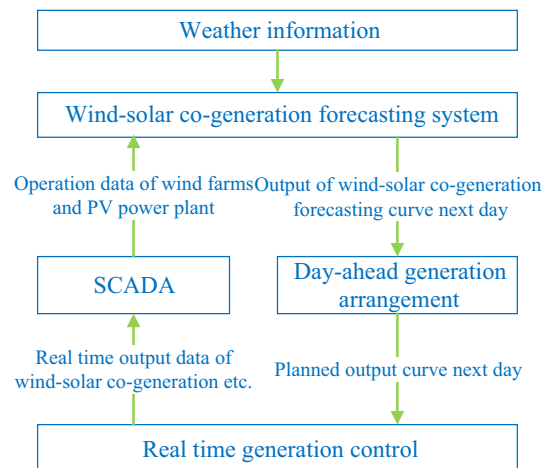 Weather information
Wind-solar co-generation forecasting system
Operation data of wind farms
and PV power plant
Output of wind-solar co-generation
forecasting curve next day
SCADA
Day-ahead generation
arrangement
Real time output data of
wind-solar co-generation etc.
Planned output curve next day
Real time generation control